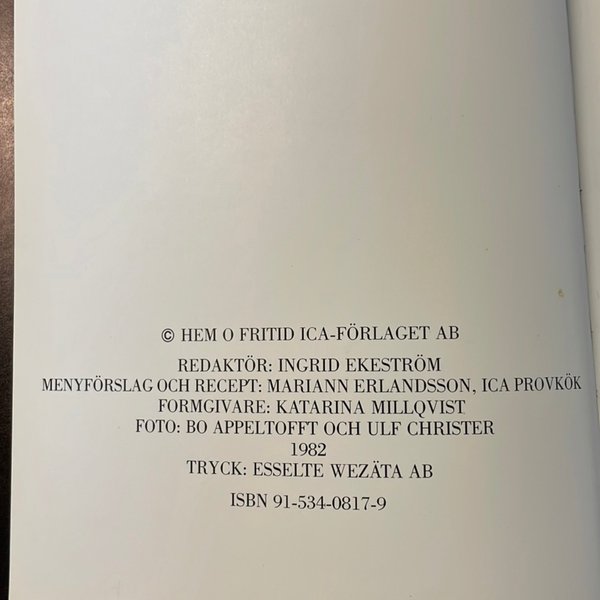 © HEM O FRITID ICA-FÖRLAGET AB
REDAKTÖR: INGRID EKESTRÖM
MENYFÖRSLAG OCH RECEPT: MARIANN ERLANDSSON, ICA PROVKÖK
FORMGIVARE: KATARINA MILLQVIST
FOTO: BO APPELTOFFT OCH ULF CHRISTER
1982
TRYCK: ESSELTE WEZÄTA AB
ISBN 91-534-0817-9